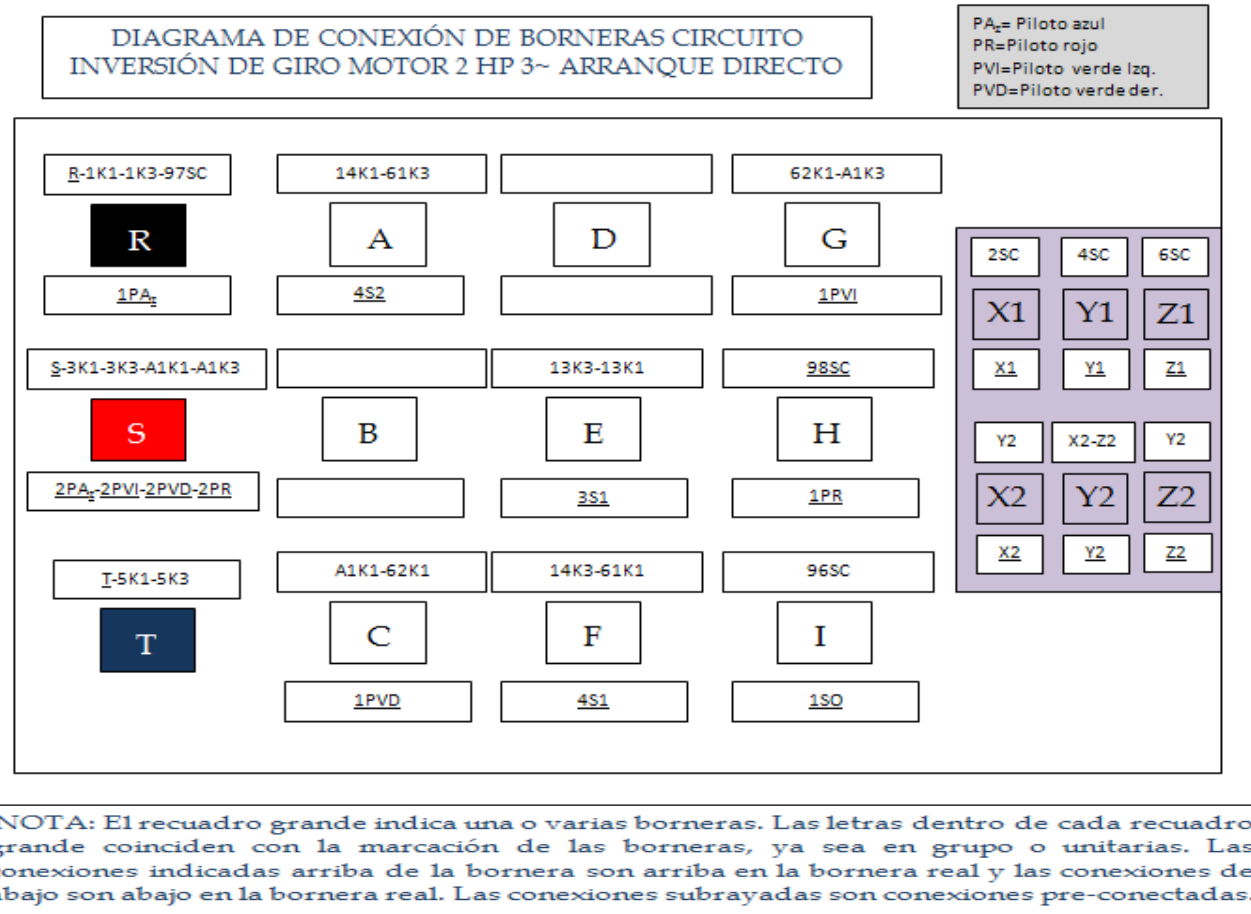 DIAGRAMA DE CONEXIÓN DE BORNERAS CIRCUITO
INVERSIÓN DE GIRO MOTOR 2 HP 3~ ARRANQUE DIRECTO
PAz= Piloto azul
PR=Piloto rojo
PVI=Piloto verde Izq.
PVD=Piloto verde der.
R-1K1-1K3-97SC
14K1-61K3
62K1-A1K3
R
A
D
G
1PAz
4S2
1PVI
2SC
4SC
6SC
X1
Y1
Z1
X1
Y1
Z1
S-3K1-3K3-A1K1-A1K3
13K3-13K1
98SC
S
B
E
H
2PAz-2PVI-2PVD-2PR
3S1
1PR
Y2
X2-Z2
Y2
X2
Y2
Z2
X2
Y2
Z2
T-5K1-5K3
A1K1-62K1
14K3-61K1
96SC
T
C
F
I
1PVD
4S1
1SO
NOTA: El recuadro grande indica una o varias borneras. Las letras dentro de cada recuadro
grande coinciden con la marcación de las borneras, ya sea en grupo o unitarias. Las
conexiones indicadas arriba de la bornera son arriba en la bornera real y las conexiones de
abajo son abajo en la bornera real. Las conexiones subrayadas son conexiones pre-conectadas.